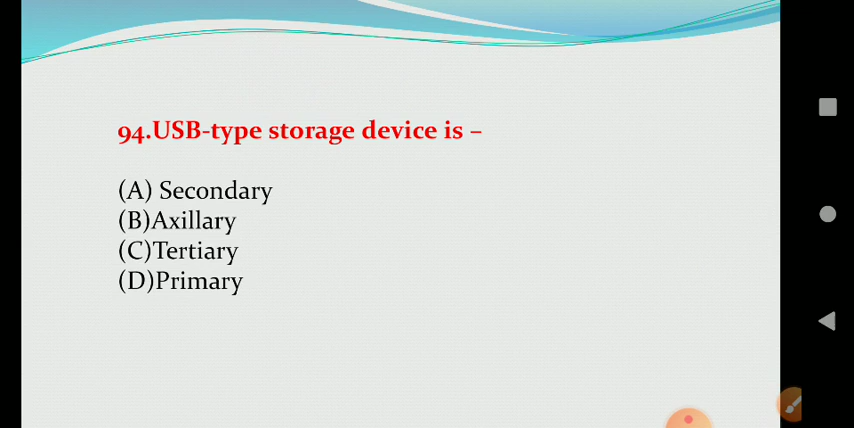 94.USB-type storage device is –
(A) Secondary
(B)Axillary
(C)Tertiary
(D)Primary